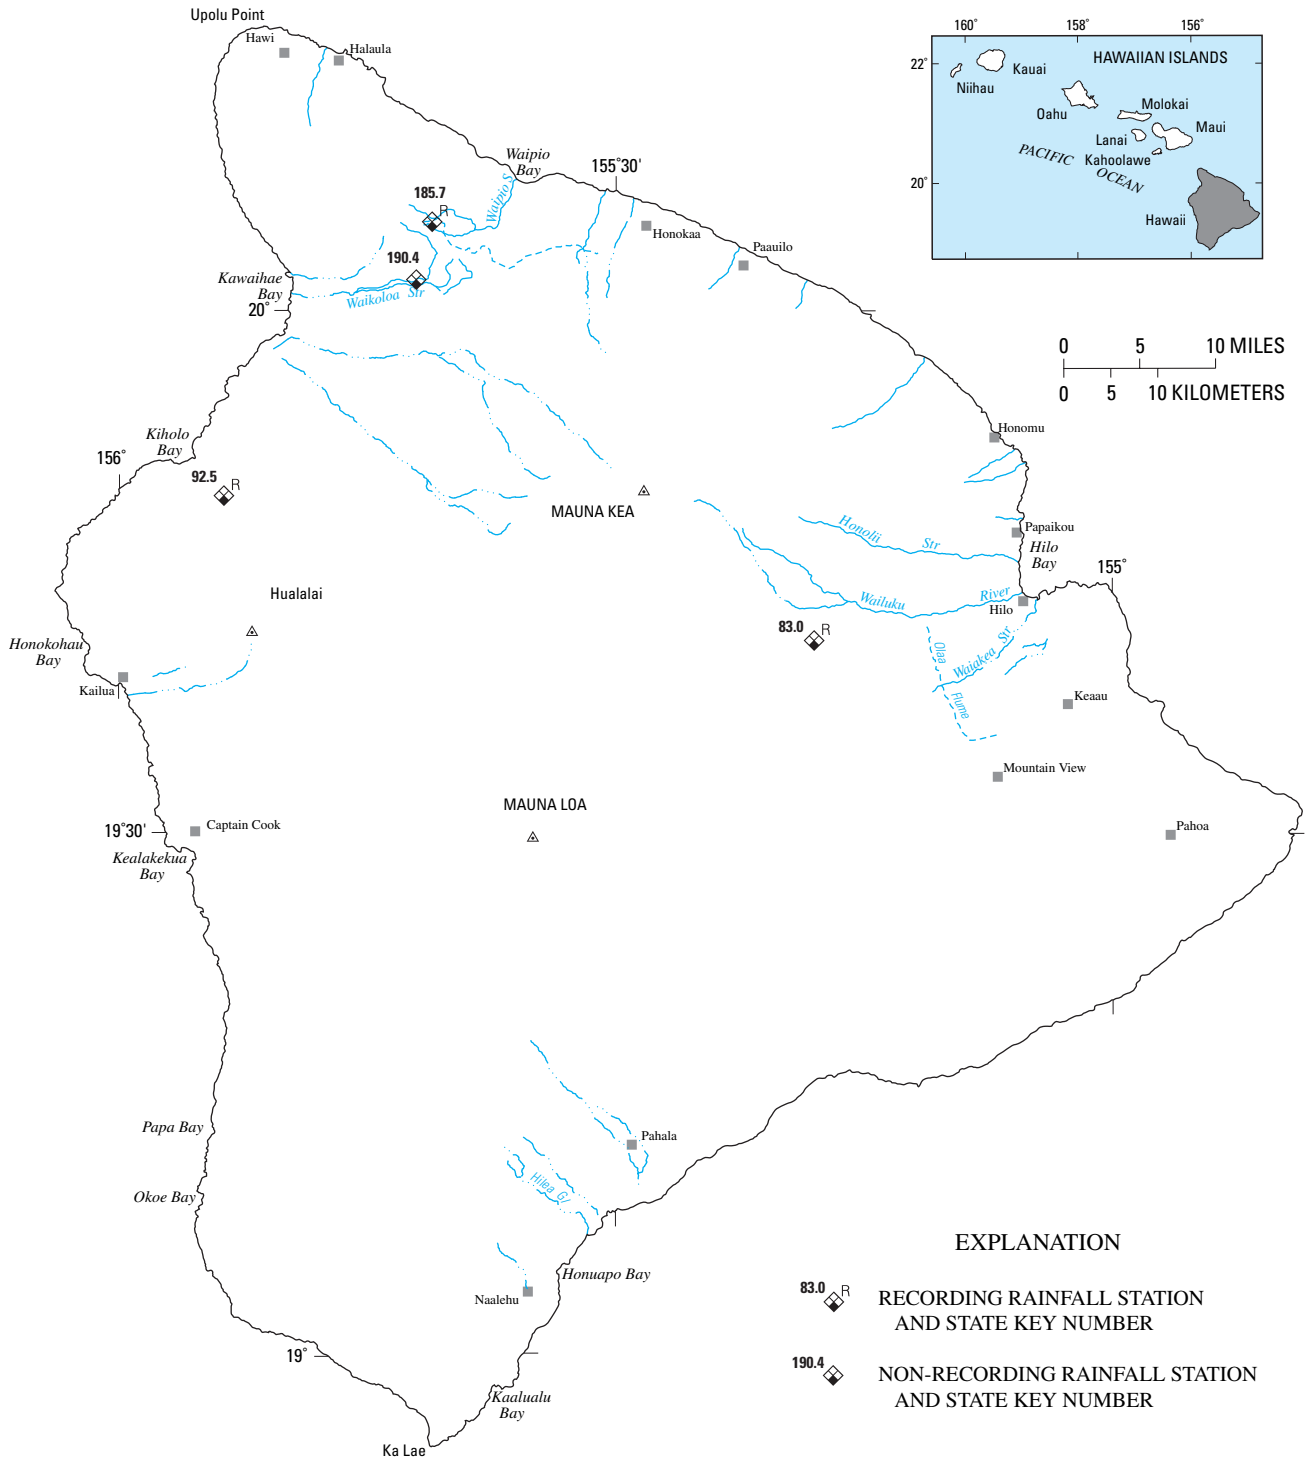 Upolu Point
Hawi
Halaula
160°
158°
156°
22°
HAWAIIAN ISLANDS
Kauai
Niihau
Oahu
Molokai
Lanai
Maui
Kahoolawe
PACIFIC
OCEAN
20°
Hawaii
Waipio
Bay
155°30'
185.7
R
Waipio S
Honokaa
Paauilo
190.4
Kawaihae
Bay
Waikoloa Str
20°
0 5 10 MILES
0 5 10 KILOMETERS
Kiholo
Bay
156°
92.5
R
Honomu
MAUNA KEA
Honolii Str
Papaikou
Hilo
Bay
155°
Hualalai
Wailuku River
Hilo
83.0
R
Honokohau
Bay
Kailua
Olaa Flume
Waiakea Str
Keaau
Mountain View
MAUNA LOA
Captain Cook
19°30'
Pahoa
Kealakekua
Bay
Papa Bay
Pahala
Okoe Bay
Hilea G/
Honuapo Bay
Naalehu
19°
Kaalualu
Bay
Ka Lae
EXPLANATION
83.0
R
RECORDING RAINFALL STATION
AND STATE KEY NUMBER
190.4
NON-RECORDING RAINFALL STATION
AND STATE KEY NUMBER